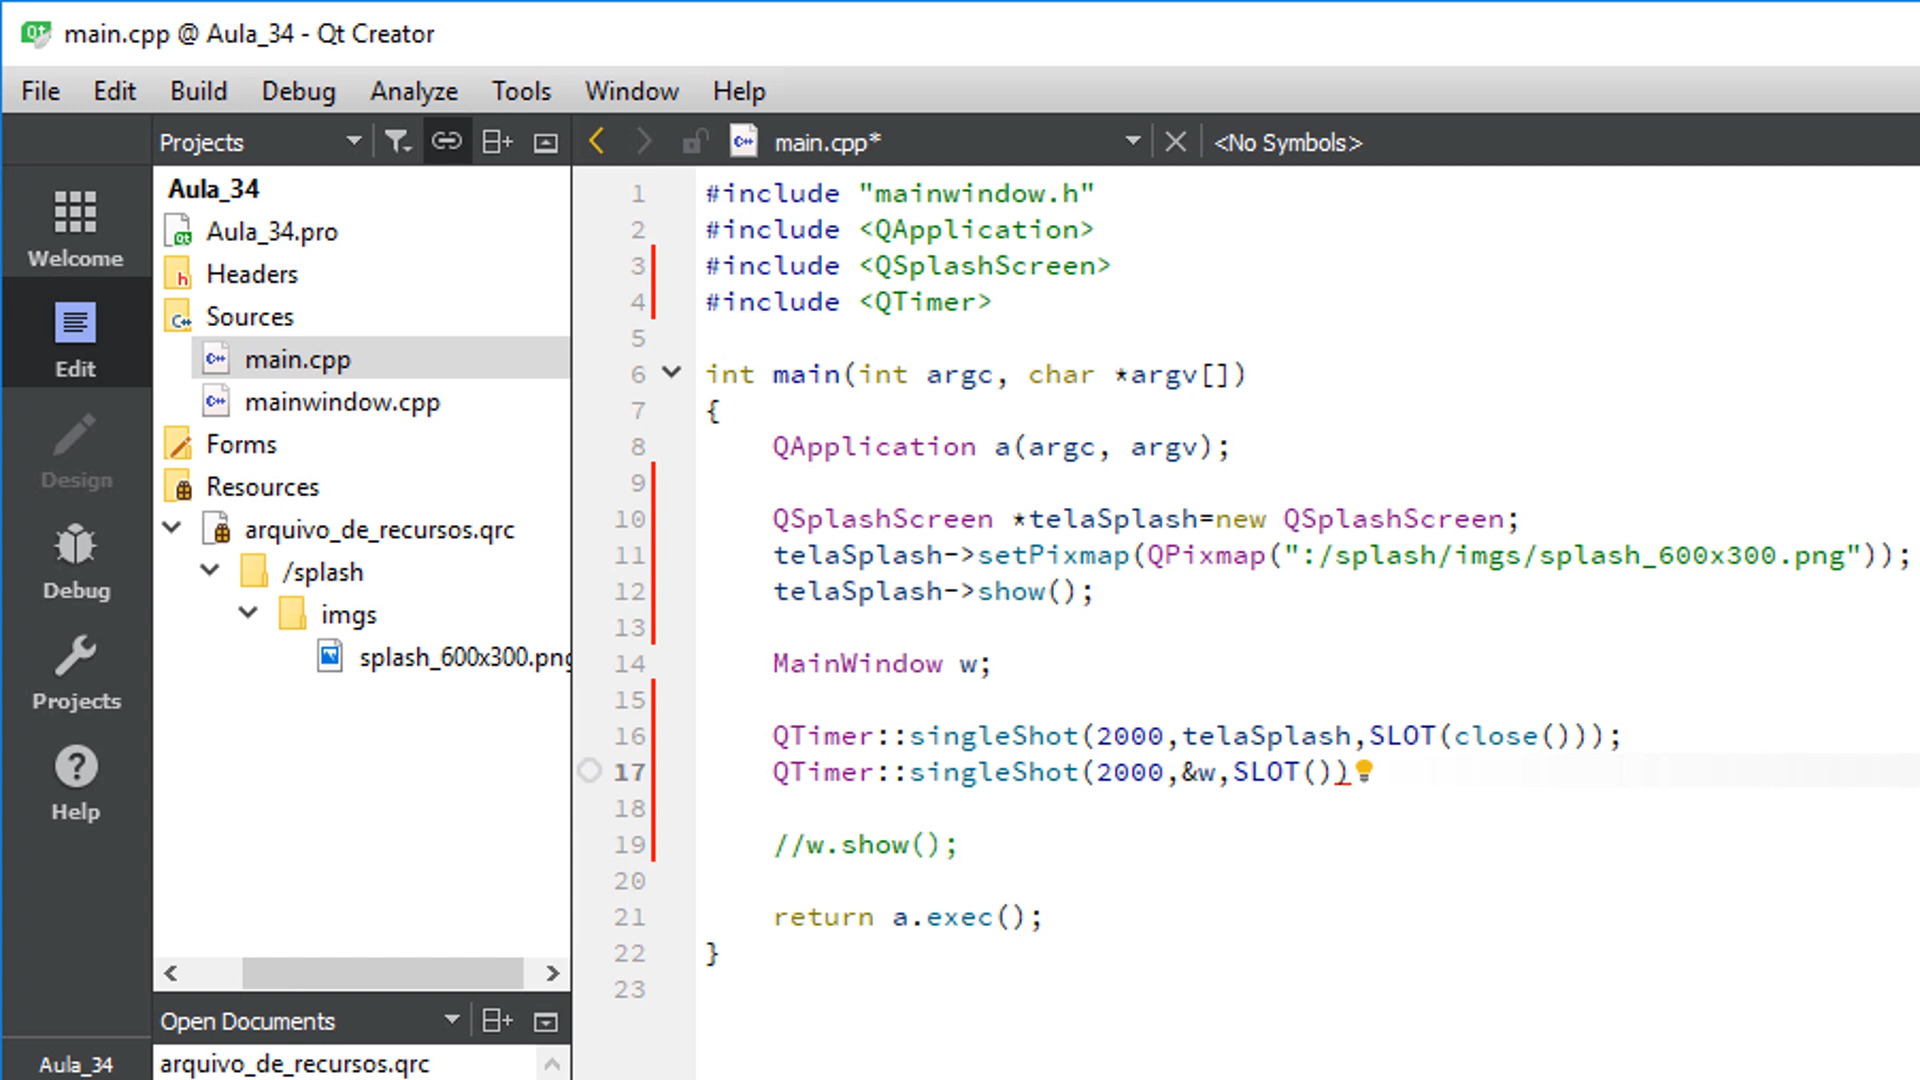 main.cpp @ Aula_34 - Qt Creator
File Edit Build Debug Analyze Tools Window Help
Projects
main.cpp*
<No Symbols>
Welcome
Edit
Design
Debug
Projects
Help
Aula_34
Aula_34
Aula_34.pro
Headers
Sources
main.cpp
mainwindow.cpp
Forms
Resources
arquivo_de_recursos.qrc
/splash
imgs
splash_600x300.png
Open Documents
arquivo_de_recursos.qrc
1 #include "mainwindow.h"
2 #include <QApplication>
3 #include <QSplashScreen>
4 #include <QTimer>
5
6 int main(int argc, char *argv[])
7 {
8 QApplication a(argc, argv);
9
10 QSplashScreen *telaSplash=new QSplashScreen;
11 telaSplash->setPixmap(QPixmap(":/splash/imgs/splash_600x300.png"));
12 telaSplash->show();
13
14 MainWindow w;
15
16 QTimer::singleShot(2000,telaSplash,SLOT(close()));
17 QTimer::singleShot(2000,&w,SLOT())
18
19 //w.show();
20
21 return a.exec();
22 }
23